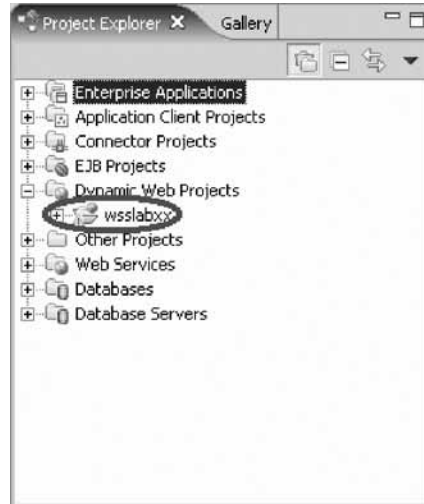 Project Explorer Gallery
Enterprise Applications
Application Client Projects
Connector Projects
EJB Projects
Dynamic Web Projects
wsslabxx
Other Projects
Web Services
Databases
Database Servers